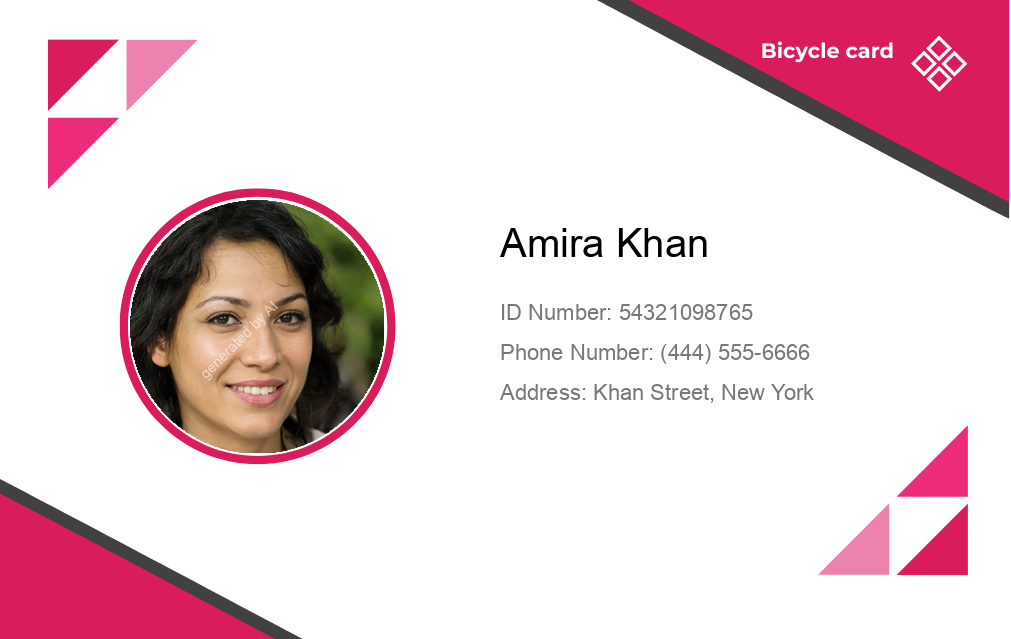 Bicycle card
generated by AI
Amira Khan
ID Number: 54321098765
Phone Number: (444) 555-6666
Address: Khan Street, New York